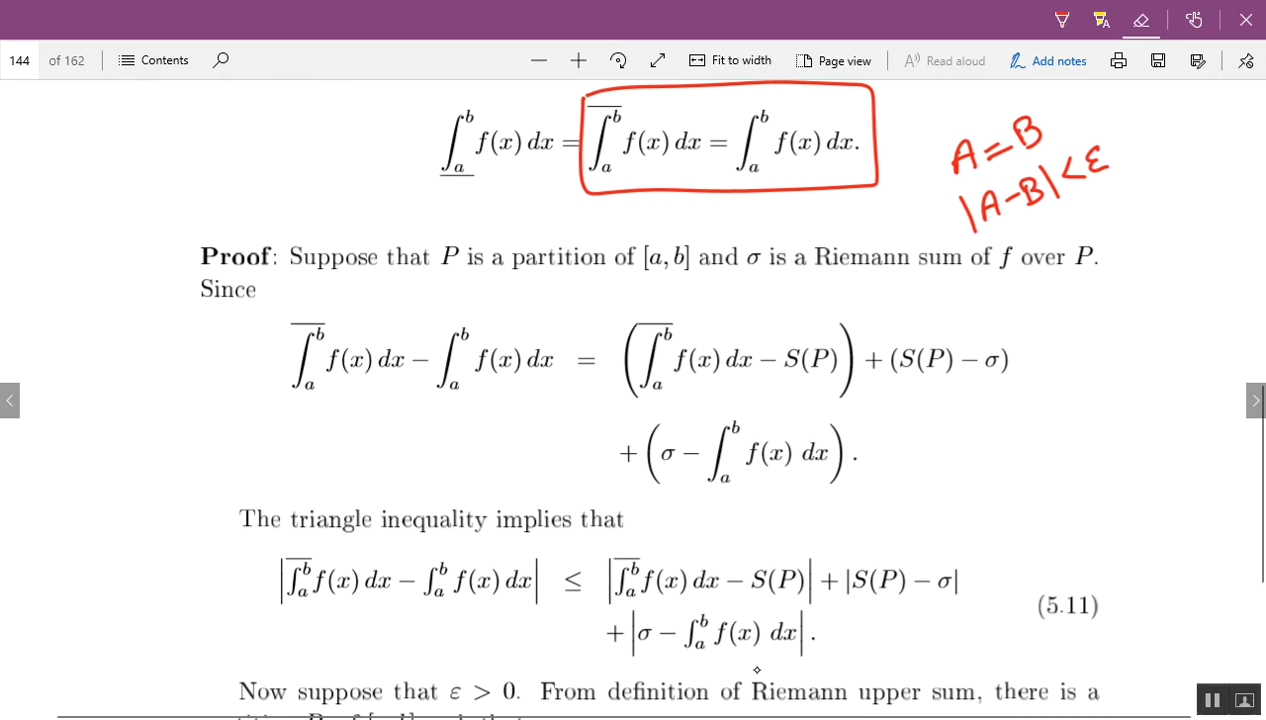 144 of 162 Contents Fit to width Page view Read aloud Add notes
∫_a^b f(x) dx = ∫_a^b f(x) dx = ∫_a^b f(x) dx.
A = B
|A-B| < ε
Proof: Suppose that P is a partition of [a, b] and σ is a Riemann sum of f over P.
Since
∫_a^b f(x) dx − ∫_a^b f(x) dx = (∫_a^b f(x) dx − S(P)) + (S(P) − σ)
+ (σ − ∫_a^b f(x) dx).
The triangle inequality implies that
|∫_a^b f(x) dx − ∫_a^b f(x) dx| ≤ |∫_a^b f(x) dx − S(P)| + |S(P) − σ|
+ |σ − ∫_a^b f(x) dx|.
(5.11)
Now suppose that ε > 0. From definition of Riemann upper sum, there is a